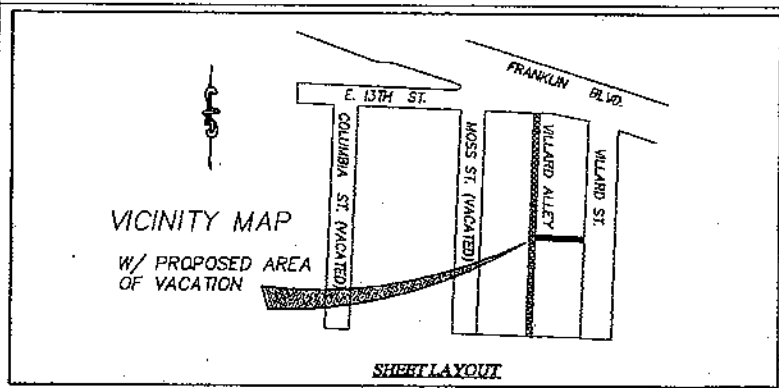 FRANKLIN BLVD.
E. 13TH ST.
COLUMBIA ST. (VACATED)
MOSS ST. (VACATED)
VILLARD ALLEY
VILLARD ST.
VICINITY MAP
W/ PROPOSED AREA
OF VACATION
SHEET LAYOUT